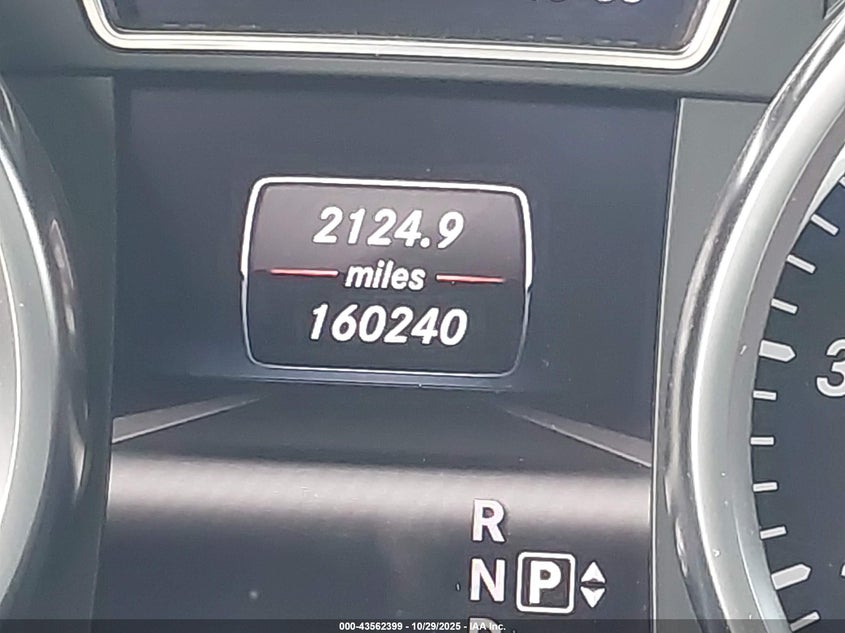 2124.9
miles
160240
3
R
N P
D
000-43562399 - 10/29/2025 - IAA Inc.